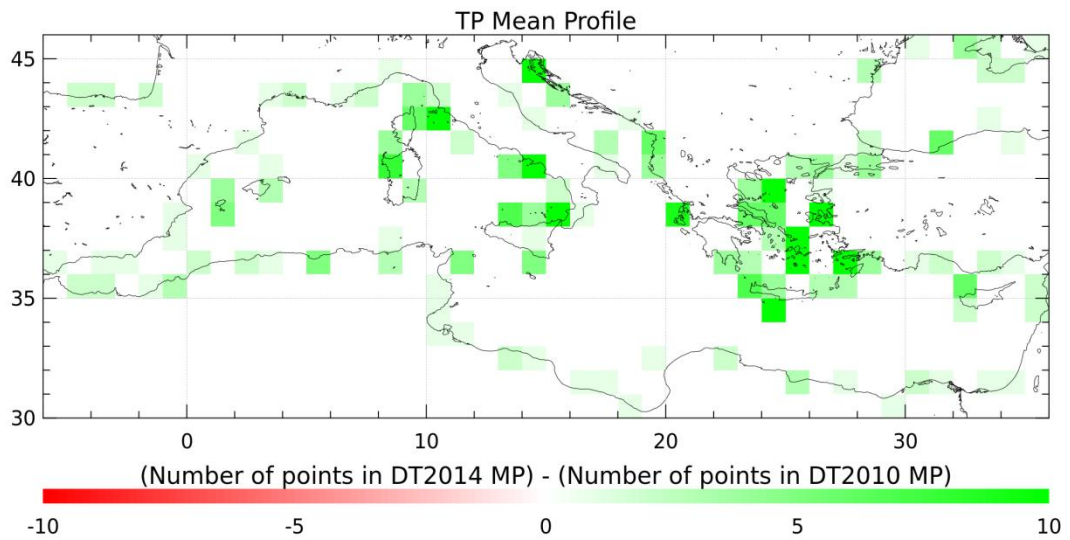 TP Mean Profile
45
40
35
30
0 10 20 30
(Number of points in DT2014 MP) - (Number of points in DT2010 MP)
-10 -5 0 5 10